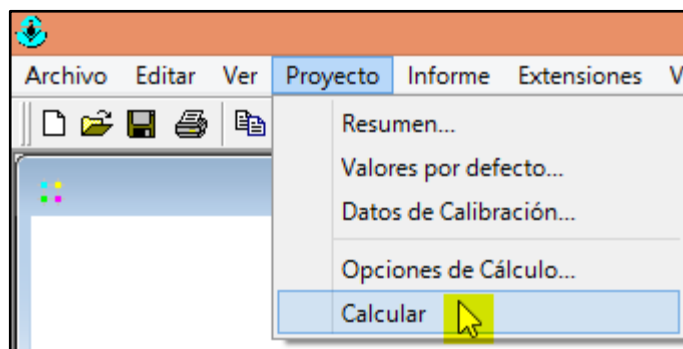 Archivo Editar Ver Proyecto Informe Extensiones V
Resumen...
Valores por defecto...
Datos de Calibración...
Opciones de Cálculo...
Calcular